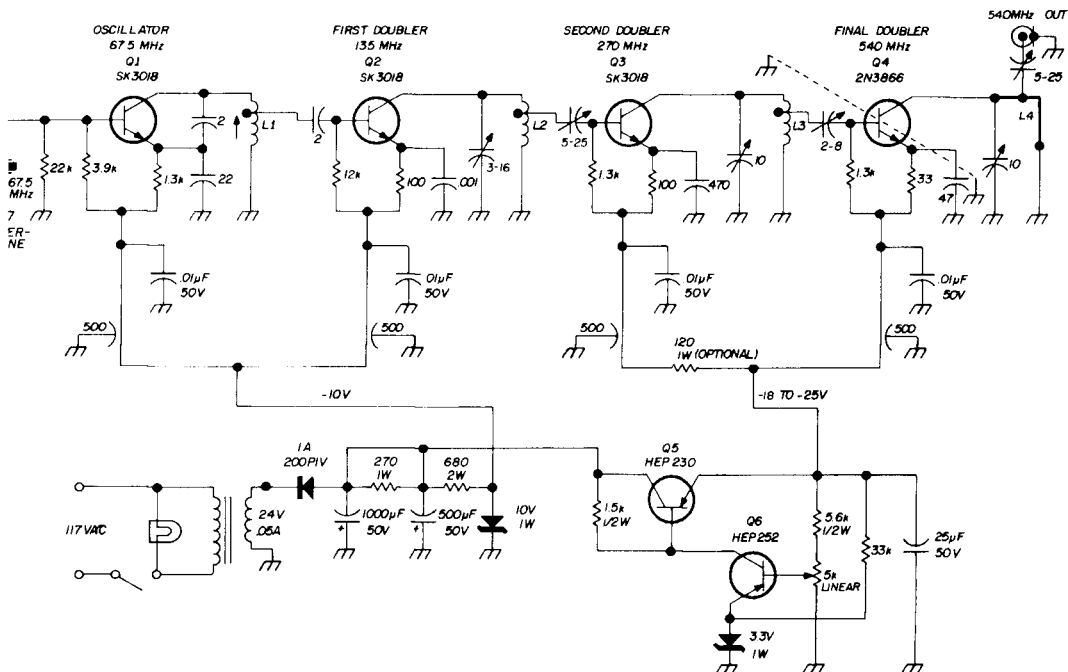 OSCILLATOR
67.5 MHz
Q1
SK3018
FIRST DOUBLER
135 MHz
Q2
SK3018
SECOND DOUBLER
270 MHz
Q3
SK3018
FINAL DOUBLER
540 MHz
Q4
2N3866
540MHz OUT
5-25
2
L1
2
L2
5-25
L3
2-8
L4
22k
3.9k
1.3k
22
12k
100
.001
3-16
1.3k
100
470
10
1.3k
33
47
10
67.5
MHz
7
ER-
NE
.01µF
50V
.01µF
50V
.01µF
50V
.01µF
50V
500
500
500
500
120
1W (OPTIONAL)
-10V
-18 TO -25V
1A
200PIV
270
1W
680
2W
117VAC
24V
.05A
1000µF
50V
+
500µF
50V
+
10V
1W
Q5
HEP 230
1.5k
1/2W
Q6
HEP 252
5.6k
1/2W
5k
LINEAR
33k
25µF
50V
3.3V
1W